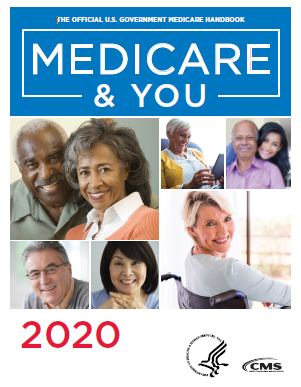 THE OFFICIAL U.S. GOVERNMENT MEDICARE HANDBOOK
MEDICARE
& YOU
2020
CMS